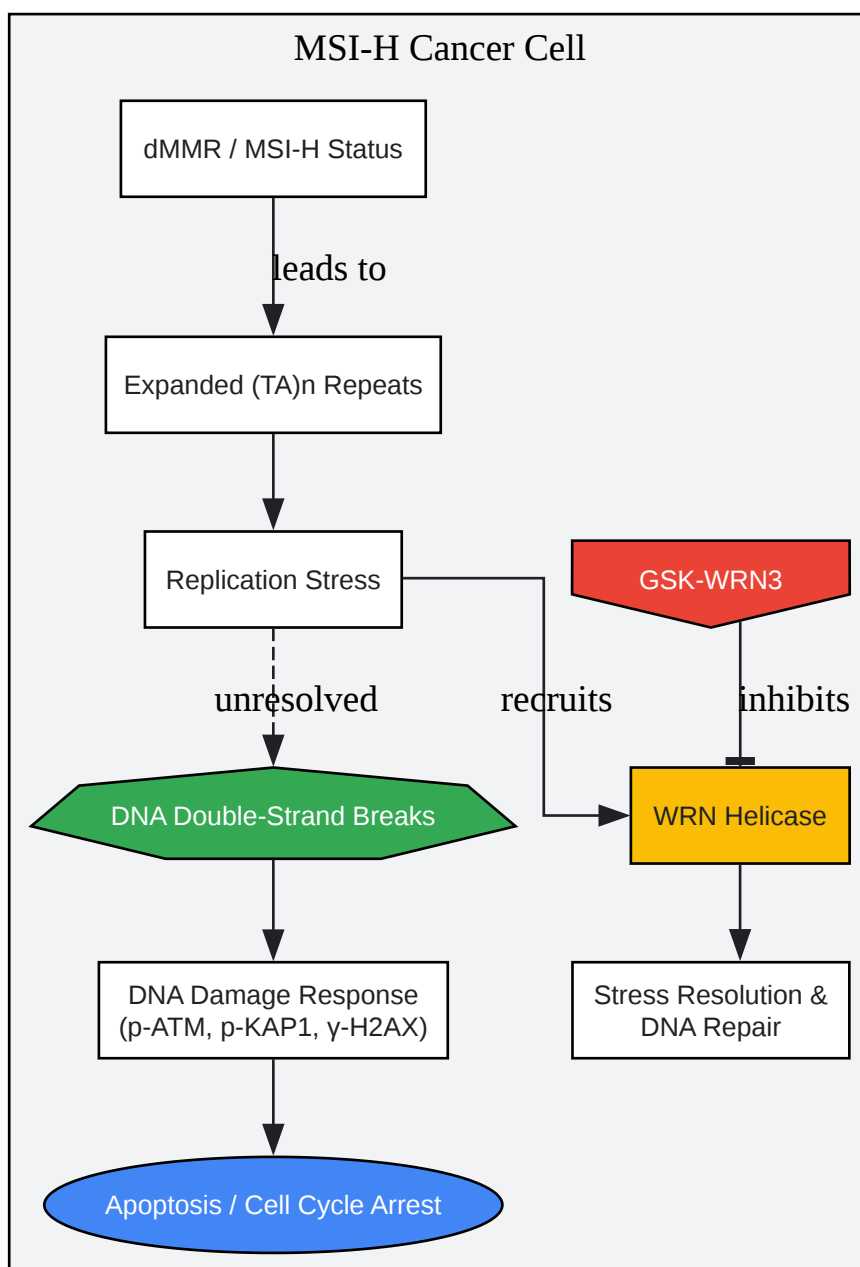 MSI-H Cancer Cell
dMMR / MSI-H Status
leads to
Expanded (TA)n Repeats
Replication Stress
GSK-WRN3
unresolved
recruits
inhibits
DNA Double-Strand Breaks
WRN Helicase
DNA Damage Response
(p-ATM, p-KAP1, γ-H2AX)
Stress Resolution &
DNA Repair
Apoptosis / Cell Cycle Arrest